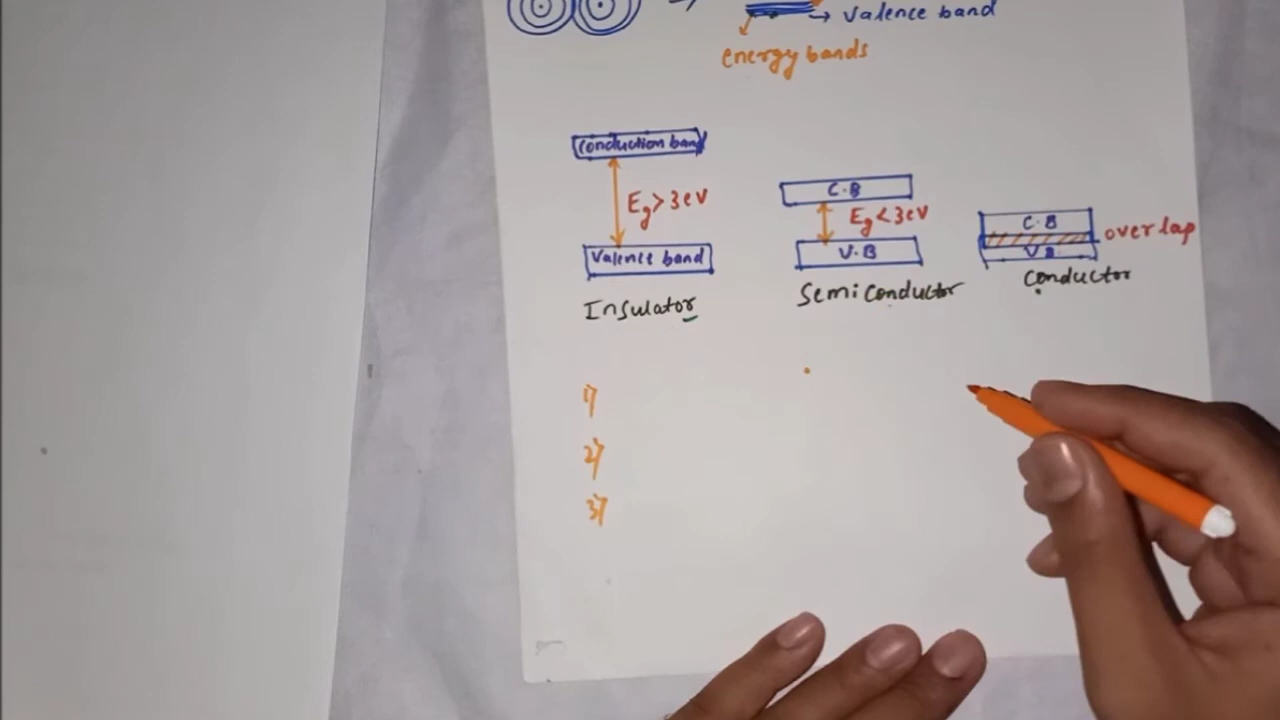 → Valence band
energy bands
Conduction band
Eg>3ev
Valence band
Insulator
C.B
Eg<3ev
V.B
Semiconductor
C.B
V B
overlap
Conductor
1)
2)
3)